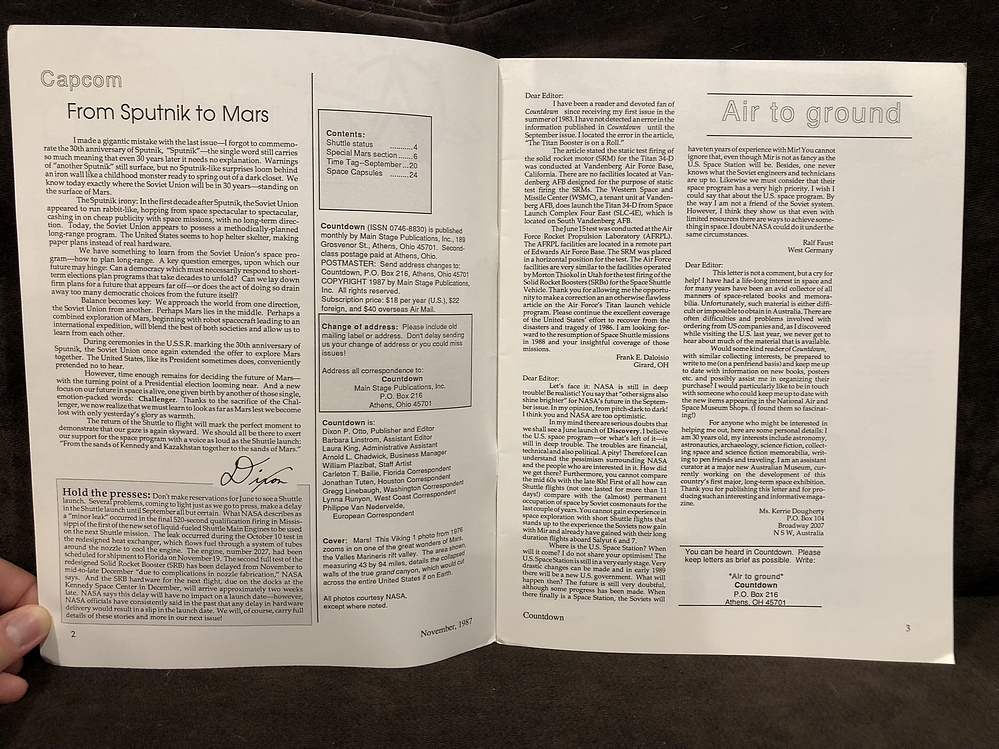 Capcom
From Sputnik to Mars
I made a gigantic mistake with the last issue—I forgot to commemo-
rate the 30th anniversary of Sputnik, "Sputnik"—the single word still carries
so much meaning that even 30 years later it needs no explanation. Warnings
of "another Sputnik" still surface, but no Sputnik-like surprises loom behind
an iron wall like a childhood monster ready to spring out of a dark closet. We
know today exactly where the Soviet Union will be in 30 years—standing on
the surface of Mars.
The Sputnik irony: In the first decade after Sputnik, the Soviet Union
appeared to run rabbit-like, hopping from space spectacular to spectacular,
cashing in on cheap publicity with space missions, with no long-term direc-
tion. Today, the Soviet Union appears to possess a methodically-planned
long-range program. The United States seems to hop helter skelter, making
paper plans instead of real hardware.
We have something to learn from the Soviet Union's space pro-
gram—how to plan long-range. A key question emerges, upon which our
future may hinge: Can a democracy which must necessarily respond to short-
term elections plan programs that take decades to unfold? Can we lay down
firm plans for a future that appears far off—or does the act of doing so drain
away too many democratic choices from the future itself?
Balance becomes key: We approach the world from one direction,
the Soviet Union from another. Perhaps Mars lies in the middle. Perhaps a
combined exploration of Mars, beginning with robot spacecraft leading to an
international expedition, will blend the best of both societies and allow us to
learn from each other.
During ceremonies in the U.S.S.R. marking the 30th anniversary of
Sputnik, the Soviet Union once again extended the offer to explore Mars
together. The United States, like its President sometimes does, conveniently
pretended no to hear.
However, time enough remains for deciding the future of Mars—
with the turning point of a Presidential election looming near. And a new
focus on our future in space is alive, one given birth by another of those single,
emotion-packed words: Challenger. Thanks to the sacrifice of the Chal-
lenger, we now realize that we must learn to look as far as Mars lest we become
lost with only yesterday's glory as warmth.
The return of the Shuttle to flight will mark the perfect moment to
demonstrate that our gaze is again skyward. We should all be there to exert
our support for the space program with a voice as loud as the Shuttle launch:
"From the sands of Kennedy and Kazakhstan together to the sands of Mars."
Dixon
Hold the presses: Don't make reservations for June to see a Shuttle
launch. Several problems, coming to light just as we go to press, make a delay
in the Shuttle launch until September all but certain. What NASA describes as
a "minor leak" occurred in the final 520-second qualification firing in Missis-
sippi of the first of the new set of liquid-fueled Shuttle Main Engines to be used
on the next Shuttle mission. The leak occurred during the October 10 test in
the redesigned heat exchanger, which flows fuel through a system of tubes
around the nozzle to cool the engine. The engine, number 2027, had been
scheduled for shipment to Florida on November 19. The second full test of the
redesigned Solid Rocket Booster (SRB) has been delayed from November to
mid-to-late December "due to complications in nozzle fabrication," NASA
says. And the SRB hardware for the next flight, due on the docks at the
Kennedy Space Center in December, will arrive approximately two weeks
late. NASA says this delay will have no impact on a launch date—however,
NASA officials have consistently said in the past that any delay in hardware
delivery would result in a slip in the launch date. We will, of course, carry full
details of these stories and more in our next issue!
2
Contents:
Shuttle status ..........4
Special Mars section......6
Time Tag–September...20
Space Capsules ........24
Countdown (ISSN 0746-8830) is published
monthly by Main Stage Publications, Inc., 189
Grosvenor St., Athens, Ohio 45701. Second-
class postage paid at Athens, Ohio.
POSTMASTER: Send address changes to:
Countdown, P.O. Box 216, Athens, Ohio 45701
COPYRIGHT 1987 by Main Stage Publications,
Inc. All rights reserved.
Subscription price: $18 per year (U.S.), $22
foreign, and $40 overseas Air Mail.
Change of address: Please include old
mailing label or address. Don't delay sending
us your change of address or you could miss
issues!
Address all correspondence to:
Countdown
Main Stage Publications, Inc.
P.O. Box 216
Athens, Ohio 45701
Countdown is:
Dixon P. Otto, Publisher and Editor
Barbara Linstrom, Assistant Editor
Laura King, Administrative Assistant
Arnold L. Chadwick, Business Manager
William Plazibat, Staff Artist
Carleton T. Bailie, Florida Correspondent
Jonathan Tuten, Houston Correspondent
Gregg Linebaugh, Washington Correspondent
Lynna Runyon, West Coast Correspondent
Philippe Van Nedervelde,
European Correspondent
Cover: Mars! This Viking 1 photo from 1976
zooms in on one of the great wonders of Mars,
the Valles Marineris rift valley. The area shown,
measuring 43 by 94 miles, details the collapsed
walls of the true grand canyon, which would cut
across the entire United States if on Earth.
All photos courtesy NASA,
except where noted.
November, 1987
Dear Editor:
I have been a reader and devoted fan of
Countdown since receiving my first issue in the
summer of 1983. I have not detected an error in the
information published in Countdown until the
September issue. I located the error in the article,
"The Titan Booster is on a Roll."
The article stated the static test firing of
the solid rocket motor (SRM) for the Titan 34-D
was conducted at Vandenberg Air Force Base,
California. There are no facilities located at Van-
denberg AFB designed for the purpose of static
test firing the SRMs. The Western Space and
Missile Center (WSMC), a tenant unit at Vanden-
berg AFB, does launch the Titan 34-D from Space
Launch Complex Four East (SLC-4E), which is
located on South Vandenberg AFB.
The June 15 test was conducted at the Air
Force Rocket Propulsion Laboratory (AFRPL).
The AFRPL facilities are located in a remote part
of Edwards Air Force Base. The SRM was placed
in a horizontal position for the test. The Air Force
facilities are very similar to the facilities operated
by Morton Thiokol in Utah for the test firing of the
Solid Rocket Boosters (SRBs) for the Space Shuttle
Vehicle. Thank you for allowing me the opportu-
nity to make a correction an an otherwise flawless
article on the Air Force's Titan launch vehicle
program. Please continue the excellent coverage
of the United States' effort to recover from the
disasters and tragedy of 1986. I am looking for-
ward to the resumption of Space Shuttle missions
in 1988 and your insightful coverage of those
missions.
Frank E. Daloisio
Girard, OH
Dear Editor:
Let's face it: NASA is still in deep
trouble! Be realistic! You say that "other signs also
shine brighter" for NASA's future in the Septem-
ber issue. In my opinion, from pitch-dark to dark!
I think you and NASA are too optimistic.
In my mind there are serious doubts that
we shall see a June launch of Discovery. I believe
the U.S. space program—or what's left of it—is
still in deep trouble. The troubles are financial,
technical and also political. A pity! Therefore I can
understand the pessimism surrounding NASA
and the people who are interested in it. How did
we get there? Furthermore, you cannot compare
the mid 60s with the late 80s! First of all how can
Shuttle flights (not one lasted for more than 11
days!) compare with the (almost) permanent
occupation of space by Soviet cosmonauts for the
last couple of years. You cannot gain experience in
space exploration with short Shuttle flights that
stands up to the experience the Soviets now gain
with Mir and already have gained with their long
duration flights aboard Salyut 6 and 7.
Where is the US Space Station? When
will it come? I do not share your optimism! The
U.S. Space Station is still in a very early stage. Very
drastic changes can be made and in early 1989
there will be a new U.S. government. What will
happen then? The future is still very doubtful,
although some progress has been made. When
there finally is a Space Station, the Soviets will
Countdown
Air to ground
have ten years of experience with Mir! You cannot
ignore that, even though Mir is not as fancy as the
U.S. Space Station will be. Besides, one never
knows what the Soviet engineers and technicians
are up to. Likewise we must consider that their
space program has a very high priority. I wish I
could say that about the U.S. space program. By
the way I am not a friend of the Soviet system.
However, I think they show us that even with
limited resources there are ways to achieve some-
thing in space. I doubt NASA could do it under the
same circumstances.
Ralf Faust
West Germany
Dear Editor:
This letter is not a comment, but a cry for
help! I have had a life-long interest in space and
for many years have been an avid collector of all
manners of space-related books and memora-
bilia. Unfortunately, such material is either diffi-
cult or impossible to obtain in Australia. There are
often difficulties and problems involved with
ordering from US companies and, as I discovered
while visiting the U.S. last year, we never get to
hear about much of the material that is available.
Would some kind reader of Countdown,
with similar collecting interests, be prepared to
write to me (on a penfriend basis) and keep me up
to date with information on new books, posters
etc. and possibly assist me in organizing their
purchase? I would particularly like to be in touch
with someone who could keep me up to date with
the new items appearing in the National Air and
Space Museum Shops. (I found them so fascinat-
ing!)
For anyone who might be interested in
helping me out, here are some personal details: I
am 30 years old, my interests include astronomy,
astronautics, archaeology, science fiction, collect-
ing space and science fiction memorabilia, writ-
ing to pen friends and traveling. I am an assistant
curator at a major new Australian Museum, cur-
rently working on the development of this
country's first major, long-term space exhibition.
Thank you for publishing this letter and for pro-
ducing such an interesting and informative maga-
zine.
Ms. Kerrie Dougherty
P.O. Box 104
Broadway 2007
N S W, Australia
You can be heard in Countdown. Please
keep letters as brief as possible. Write:
"Air to ground"
Countdown
P.O. Box 216
Athens, OH 45701
3